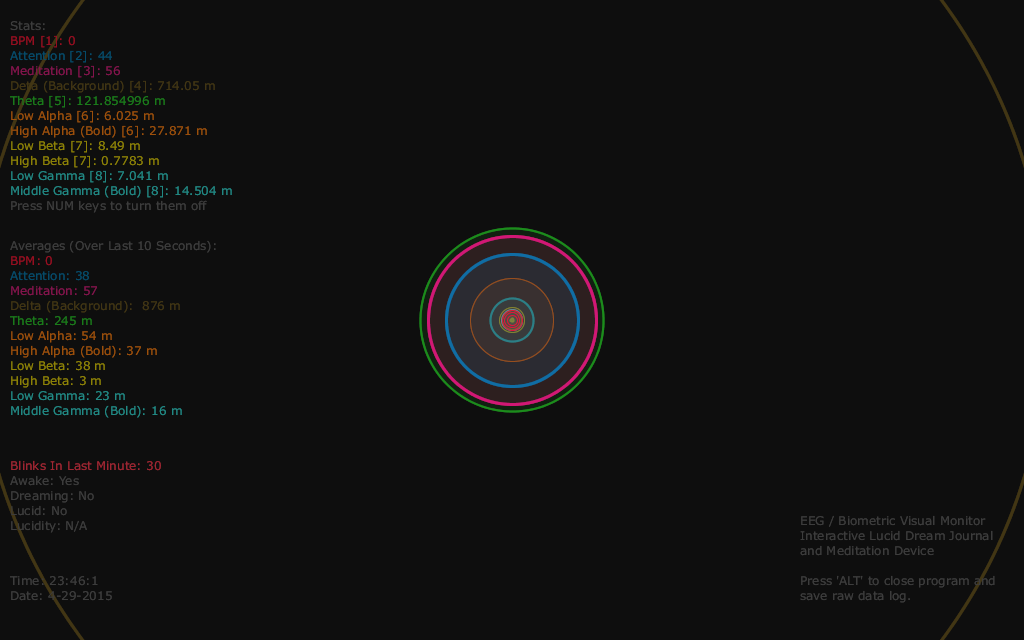 Stats:
BPM [1]: 0
Attention [2]: 44
Meditation [3]: 56
Delta (Background) [4]: 714.05 m
Theta [5]: 121.854996 m
Low Alpha [6]: 6.025 m
High Alpha (Bold) [6]: 27.871 m
Low Beta [7]: 8.49 m
High Beta [7]: 0.7783 m
Low Gamma [8]: 7.041 m
Middle Gamma (Bold) [8]: 14.504 m
Press NUM keys to turn them off
Averages (Over Last 10 Seconds):
BPM: 0
Attention: 38
Meditation: 57
Delta (Background):  876 m
Theta: 245 m
Low Alpha: 54 m
High Alpha (Bold): 37 m
Low Beta: 38 m
High Beta: 3 m
Low Gamma: 23 m
Middle Gamma (Bold): 16 m
Blinks In Last Minute: 30
Awake: Yes
Dreaming: No
Lucid: No
Lucidity: N/A
Time: 23:46:1
Date: 4-29-2015
EEG / Biometric Visual Monitor
Interactive Lucid Dream Journal
and Meditation Device
Press 'ALT' to close program and
save raw data log.